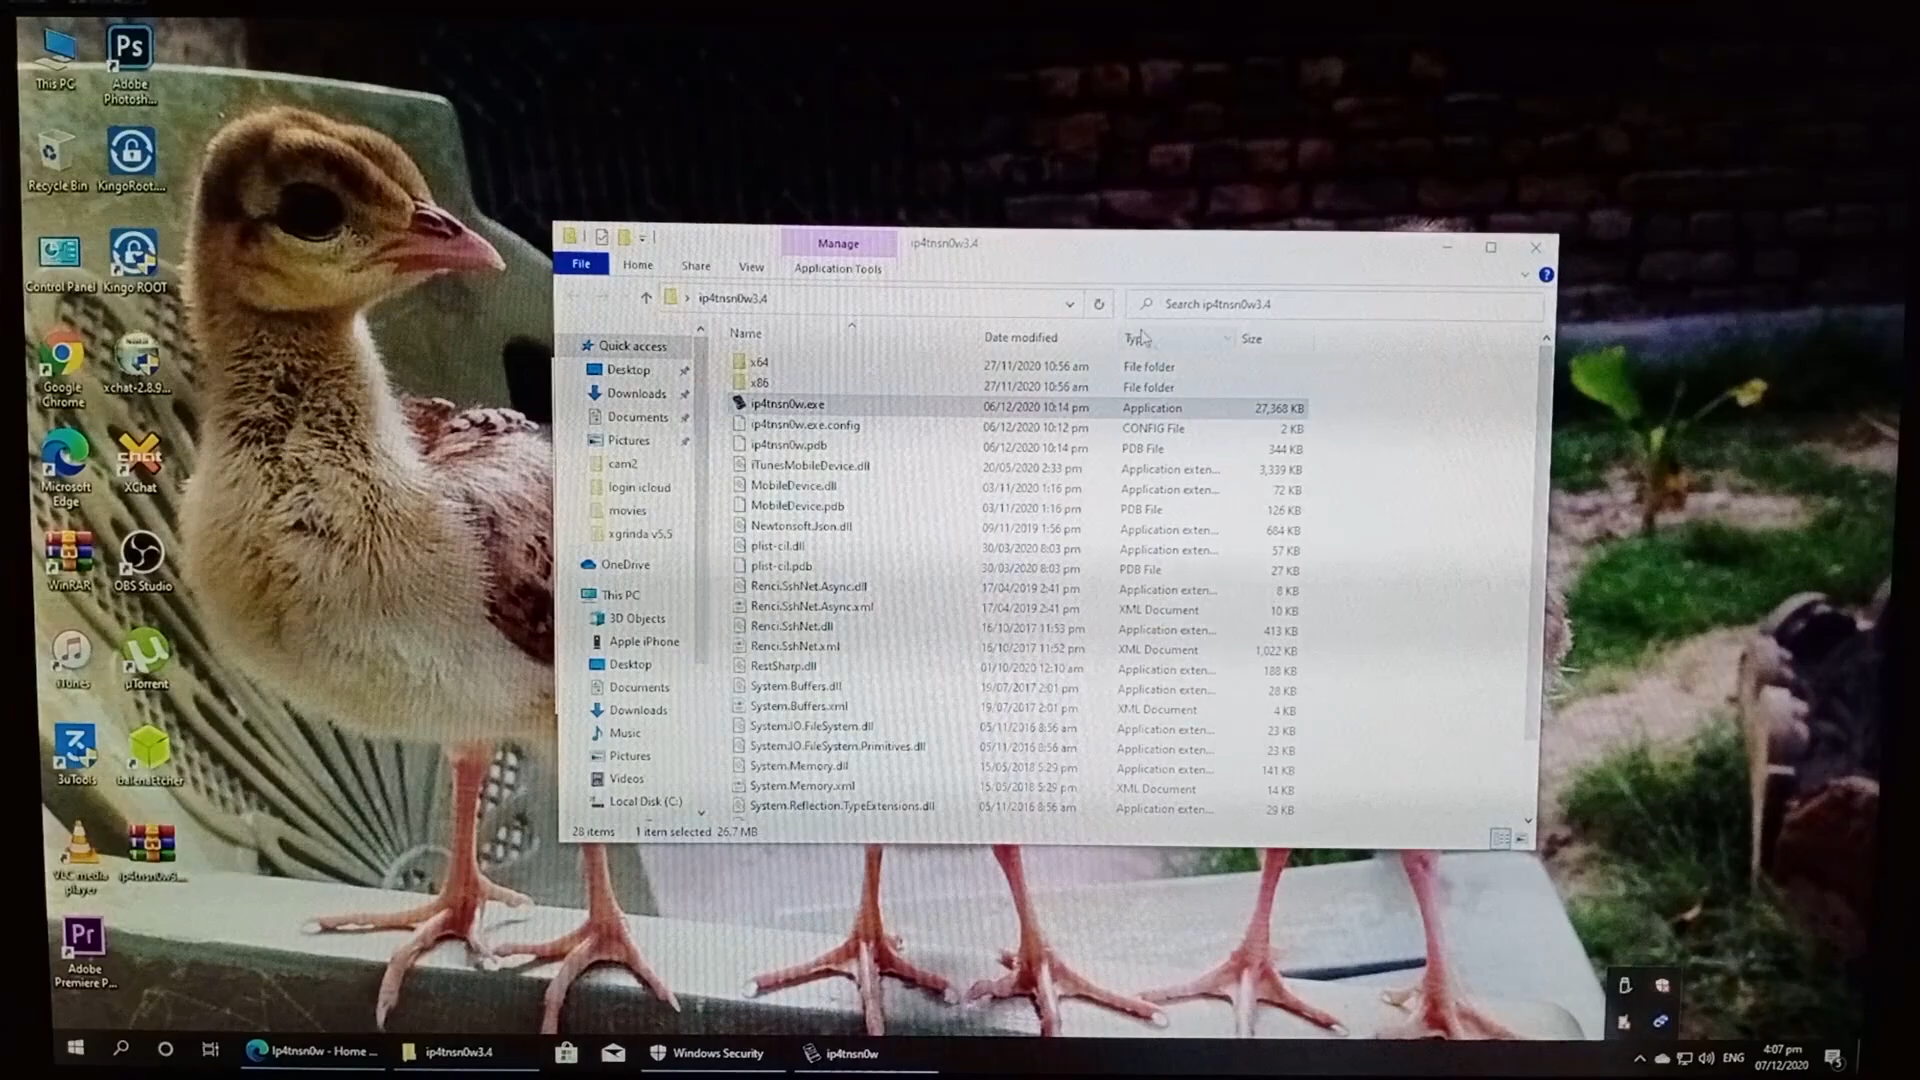 This PC
Adobe
Photosh...
Recycle Bin
KingoRoot....
Control Panel
Kingo ROOT
Google
Chrome
xchat-2.8.9...
Microsoft
Edge
XChat
WinRAR
OBS Studio
iTunes
µTorrent
3uTools
balenaEtcher
VLC media
player
ip4tnsn0w3...
Adobe
Premiere P...
Ps
Pr
Manage
ip4tnsn0w3.4
File
Home
Share
View
Application Tools
ip4tnsn0w3.4
Search ip4tnsn0w3.4
Quick access
Desktop
Downloads
Documents
Pictures
cam2
login icloud
movies
xgrinda v5.5
OneDrive
This PC
3D Objects
Apple iPhone
Desktop
Documents
Downloads
Music
Pictures
Videos
Local Disk (C:)
Name Date modified Type Size
x64 27/11/2020 10:56 am File folder
x86 27/11/2020 10:56 am File folder
ip4tnsn0w.exe 06/12/2020 10:14 pm Application 27,368 KB
ip4tnsn0w.exe.config 06/12/2020 10:12 pm CONFIG File 2 KB
ip4tnsn0w.pdb 06/12/2020 10:14 pm PDB File 344 KB
iTunesMobileDevice.dll 20/05/2020 2:33 pm Application exten... 3,339 KB
MobileDevice.dll 03/11/2020 1:16 pm Application exten... 72 KB
MobileDevice.pdb 03/11/2020 1:16 pm PDB File 126 KB
Newtonsoft.Json.dll 09/11/2019 1:56 pm Application exten... 684 KB
plist-cil.dll 30/03/2020 8:03 pm Application exten... 57 KB
plist-cil.pdb 30/03/2020 8:03 pm PDB File 27 KB
Renci.SshNet.Async.dll 17/04/2019 2:41 pm Application exten... 8 KB
Renci.SshNet.Async.xml 17/04/2019 2:41 pm XML Document 10 KB
Renci.SshNet.dll 16/10/2017 11:53 pm Application exten... 413 KB
Renci.SshNet.xml 16/10/2017 11:52 pm XML Document 1,022 KB
RestSharp.dll 01/10/2020 12:10 am Application exten... 188 KB
System.Buffers.dll 19/07/2017 2:01 pm Application exten... 28 KB
System.Buffers.xml 19/07/2017 2:01 pm XML Document 4 KB
System.IO.FileSystem.dll 05/11/2016 8:56 am Application exten... 23 KB
System.IO.FileSystem.Primitives.dll 05/11/2016 8:56 am Application exten... 23 KB
System.Memory.dll 15/05/2018 5:29 pm Application exten... 141 KB
System.Memory.xml 15/05/2018 5:29 pm XML Document 14 KB
System.Reflection.TypeExtensions.dll 05/11/2016 8:56 am Application exten... 29 KB
28 items 1 item selected 26.7 MB
Ip4tnsn0w - Home ...
ip4tnsn0w3.4
Windows Security
ip4tnsn0w
ENG
4:07 pm
07/12/2020
5